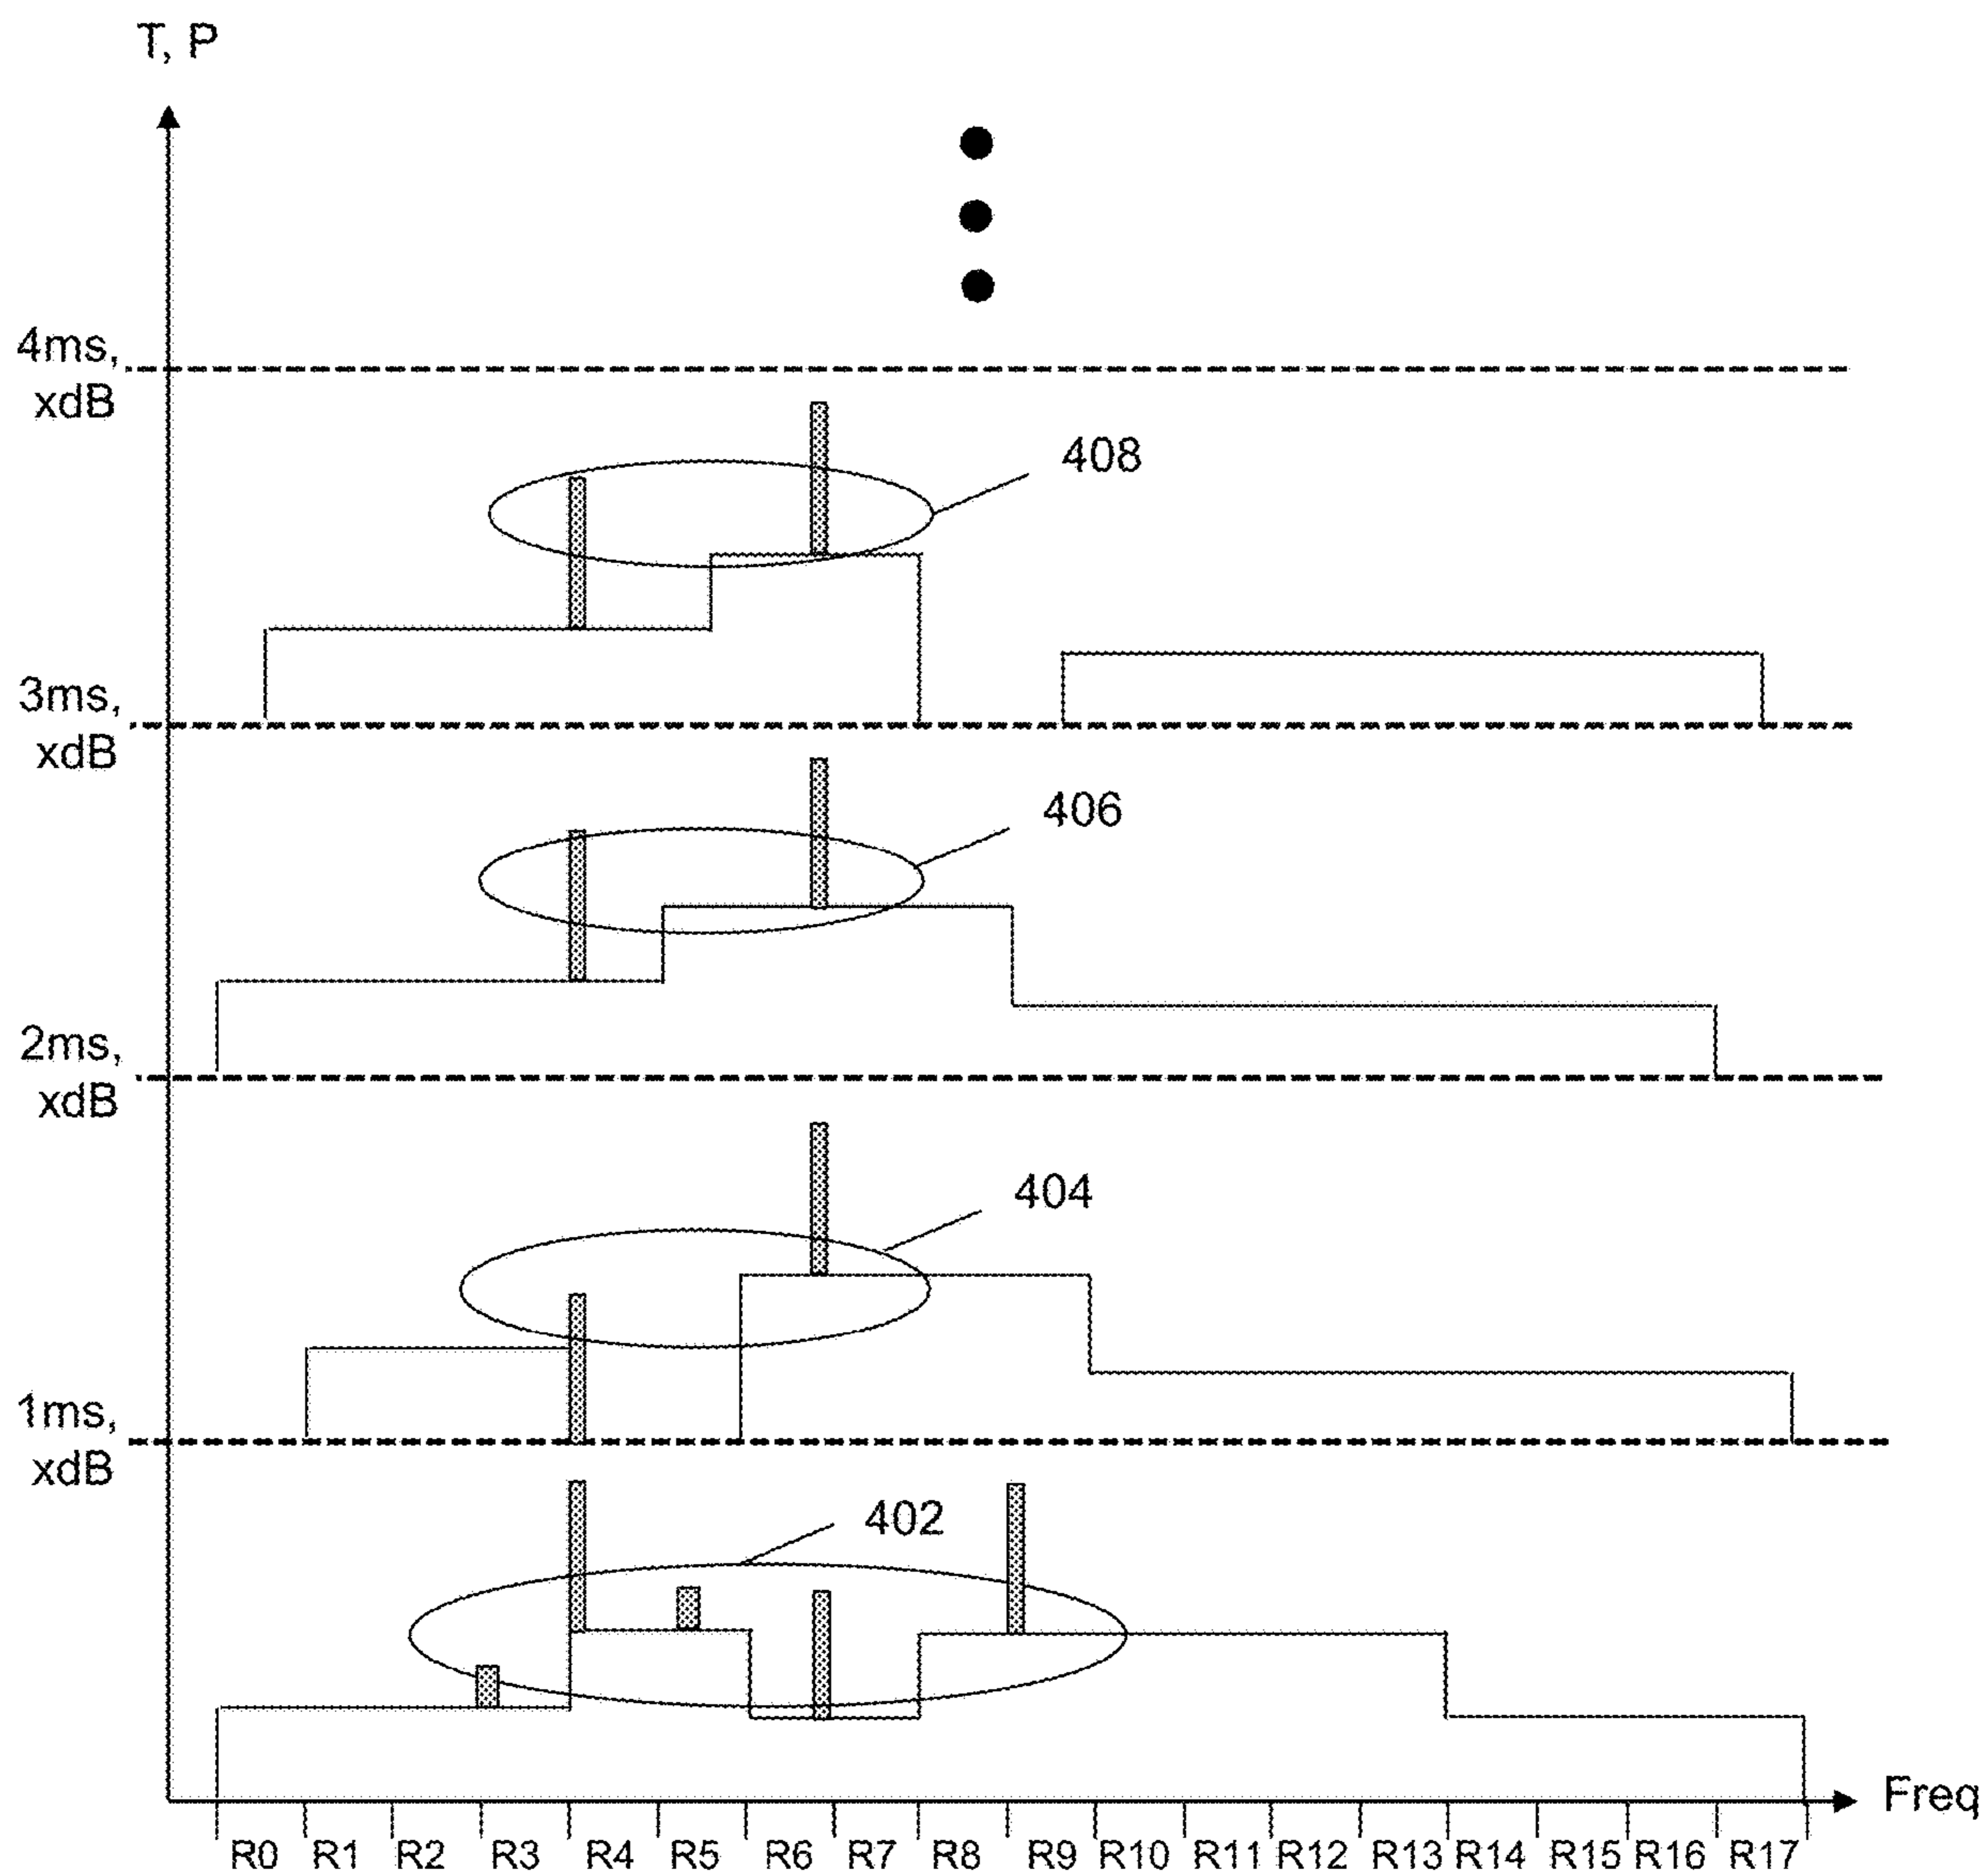 T, P
4ms,
xdB
408
3ms,
xdB
406
2ms,
xdB
404
1ms,
xdB
402
Freq
R0 R1 R2 R3 R4 R5 R6 R7 R8 R9 R10 R11 R12 R13 R14 R15 R16 R17